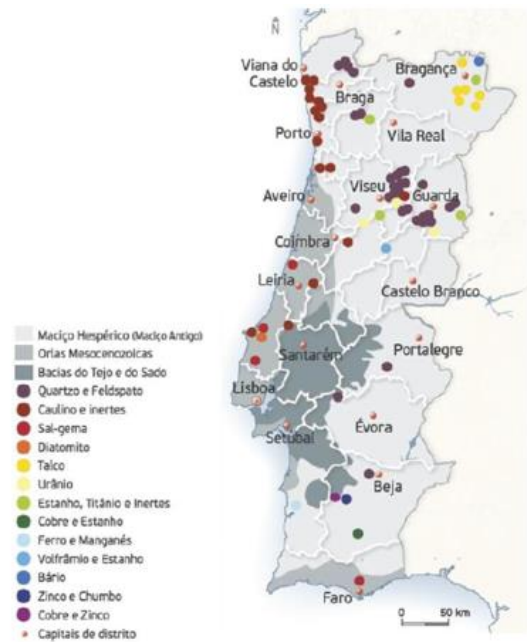 N
Viana do
Castelo
Bragança
Braga
Vila Real
Porto
Viseu
Guarda
Aveiro
Coimbra
Leiria
Castelo Branco
Santarém
Portalegre
Lisboa
Setúbal
Évora
Beja
Faro
0 50 km
Maciço Hespérico (Maciço Antigo)
Orlas Mesocenozoicas
Bacias do Tejo e do Sado
Quartzo e Feldspato
Caulino e inertes
Sal-gema
Diatomito
Talco
Urânio
Estanho, Titânio e Inertes
Cobre e Estanho
Ferro e Manganés
Volfrâmio e Estanho
Bário
Zinco e Chumbo
Cobre e Zinco
Capitais de distrito